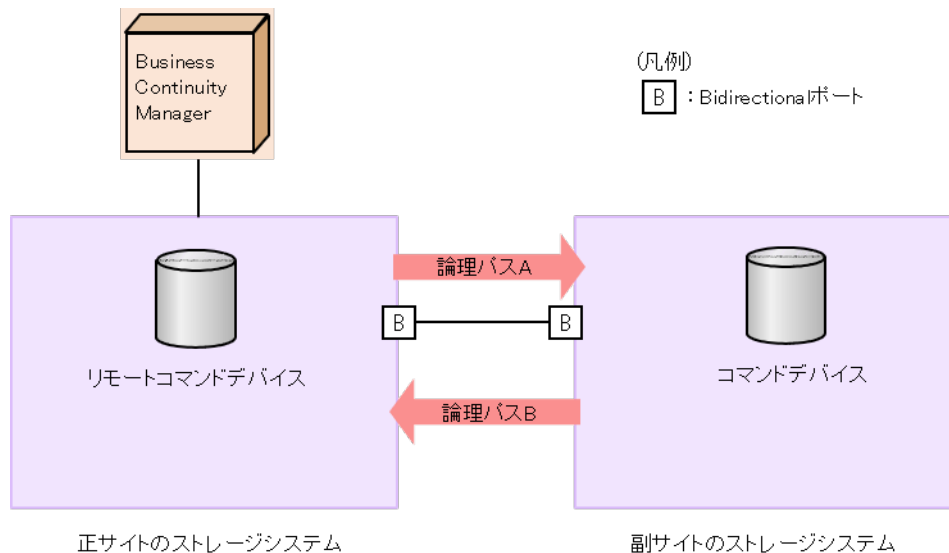 Business
Continuity
Manager
(凡例)
B：Bidirectionalポート
論理パスA
B
B
リモートコマンドデバイス
コマンドデバイス
論理パスB
正サイトのストレージシステム
副サイトのストレージシステム